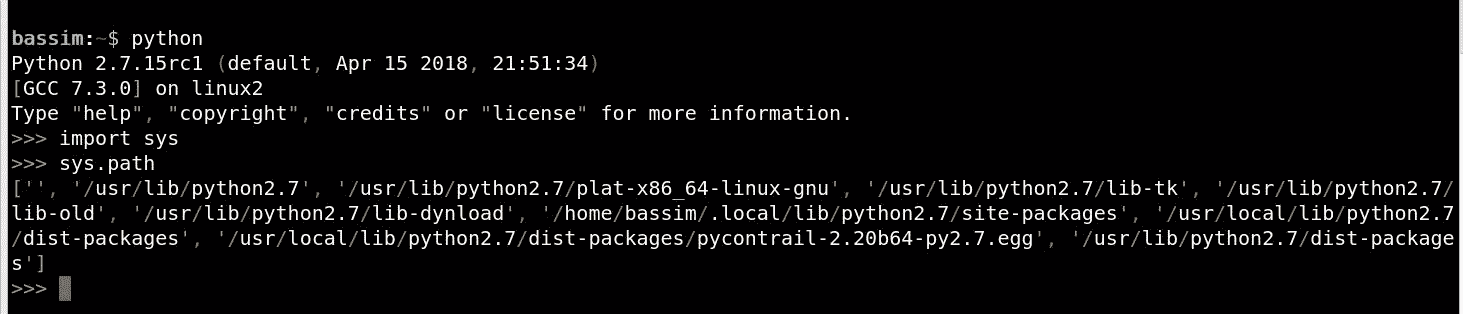 bassim:~$ python
Python 2.7.15rc1 (default, Apr 15 2018, 21:51:34)
[GCC 7.3.0] on linux2
Type "help", "copyright", "credits" or "license" for more information.
>>> import sys
>>> sys.path
['', '/usr/lib/python2.7', '/usr/lib/python2.7/plat-x86_64-linux-gnu', '/usr/lib/python2.7/lib-tk', '/usr/lib/python2.7/
lib-old', '/usr/lib/python2.7/lib-dynload', '/home/bassim/.local/lib/python2.7/site-packages', '/usr/local/lib/python2.7
/dist-packages', '/usr/local/lib/python2.7/dist-packages/pycontrail-2.20b64-py2.7.egg', '/usr/lib/python2.7/dist-package
s']
>>>